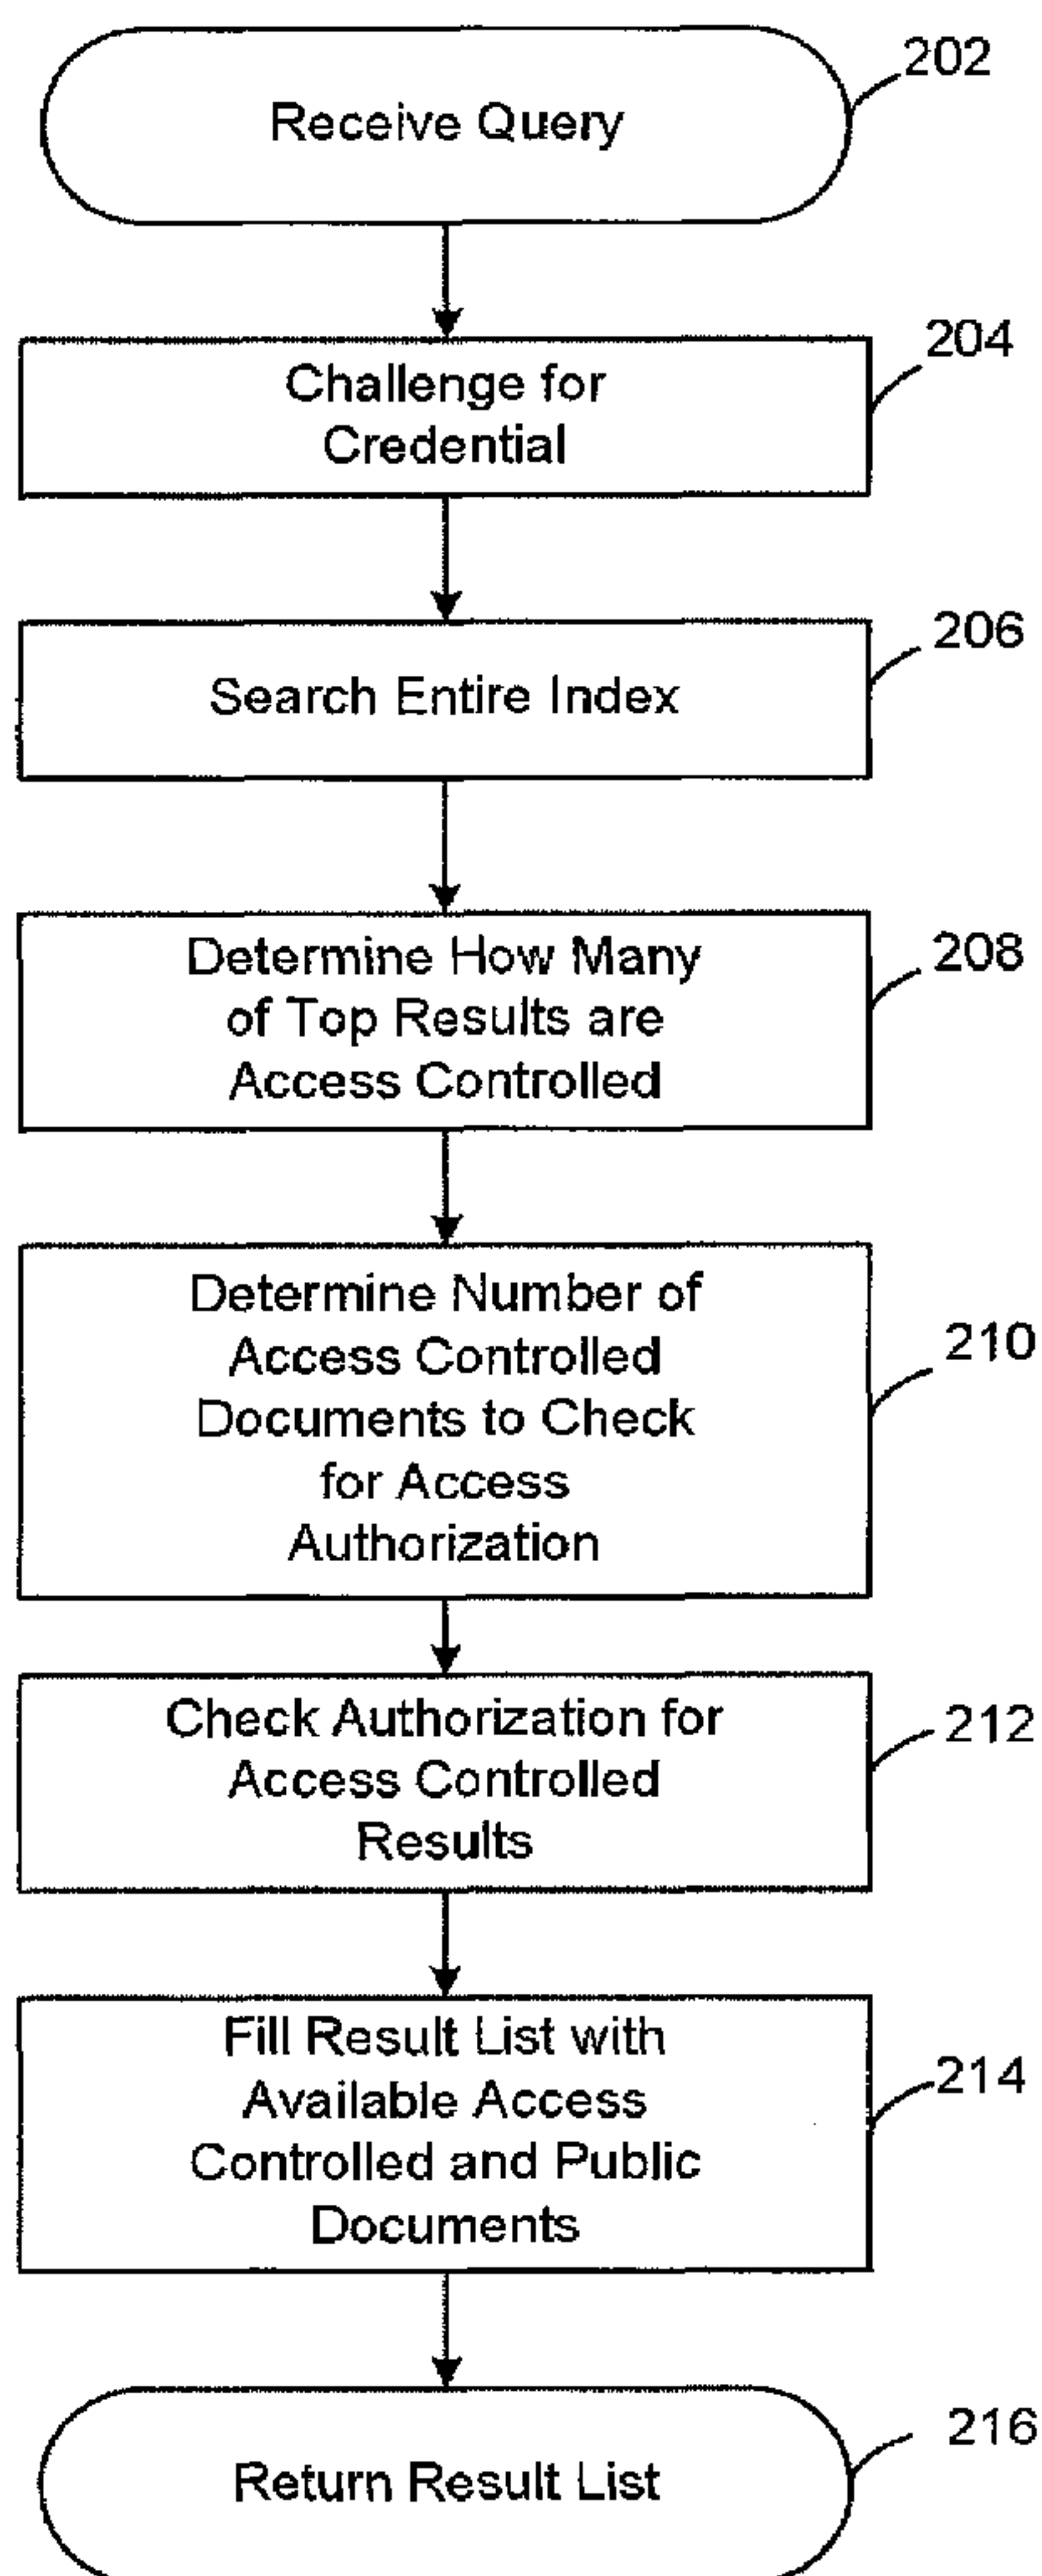 202
Receive Query
204
Challenge for
Credential
206
Search Entire Index
208
Determine How Many
of Top Results are
Access Controlled
210
Determine Number of
Access Controlled
Documents to Check
for Access
Authorization
212
Check Authorization for
Access Controlled
Results
214
Fill Result List with
Available Access
Controlled and Public
Documents
216
Return Result List